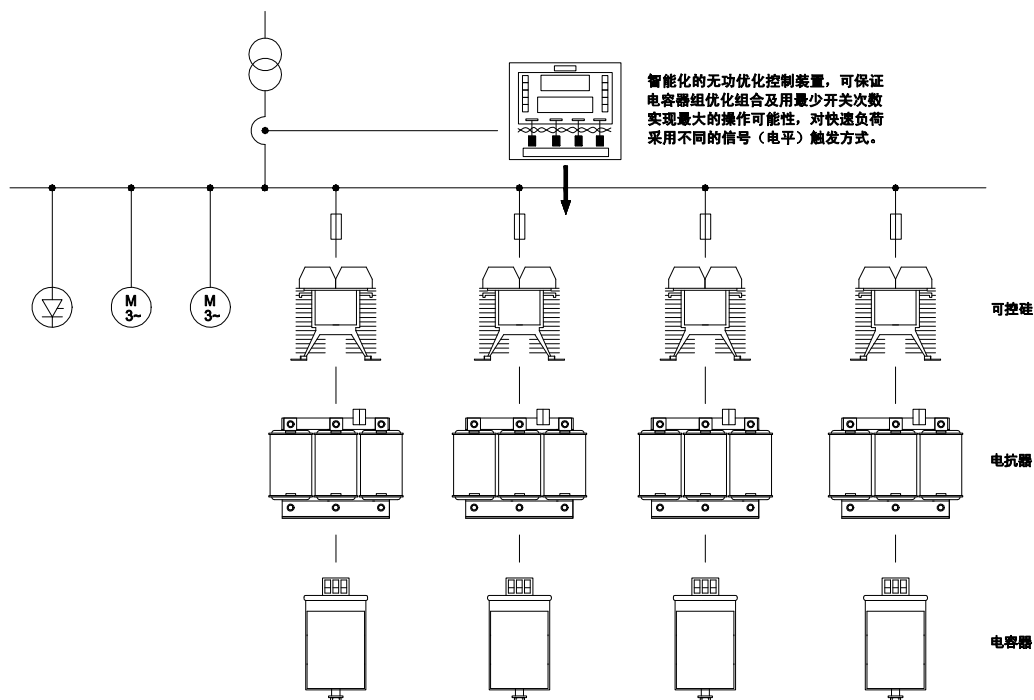 智能化的无功优化控制装置，可保证
电容器组优化组合及用最少开关次数
实现最大的操作可能性，对快速负荷
采用不同的信号（电平）触发方式。
M
3~
M
3~
可控硅
电抗器
电容器